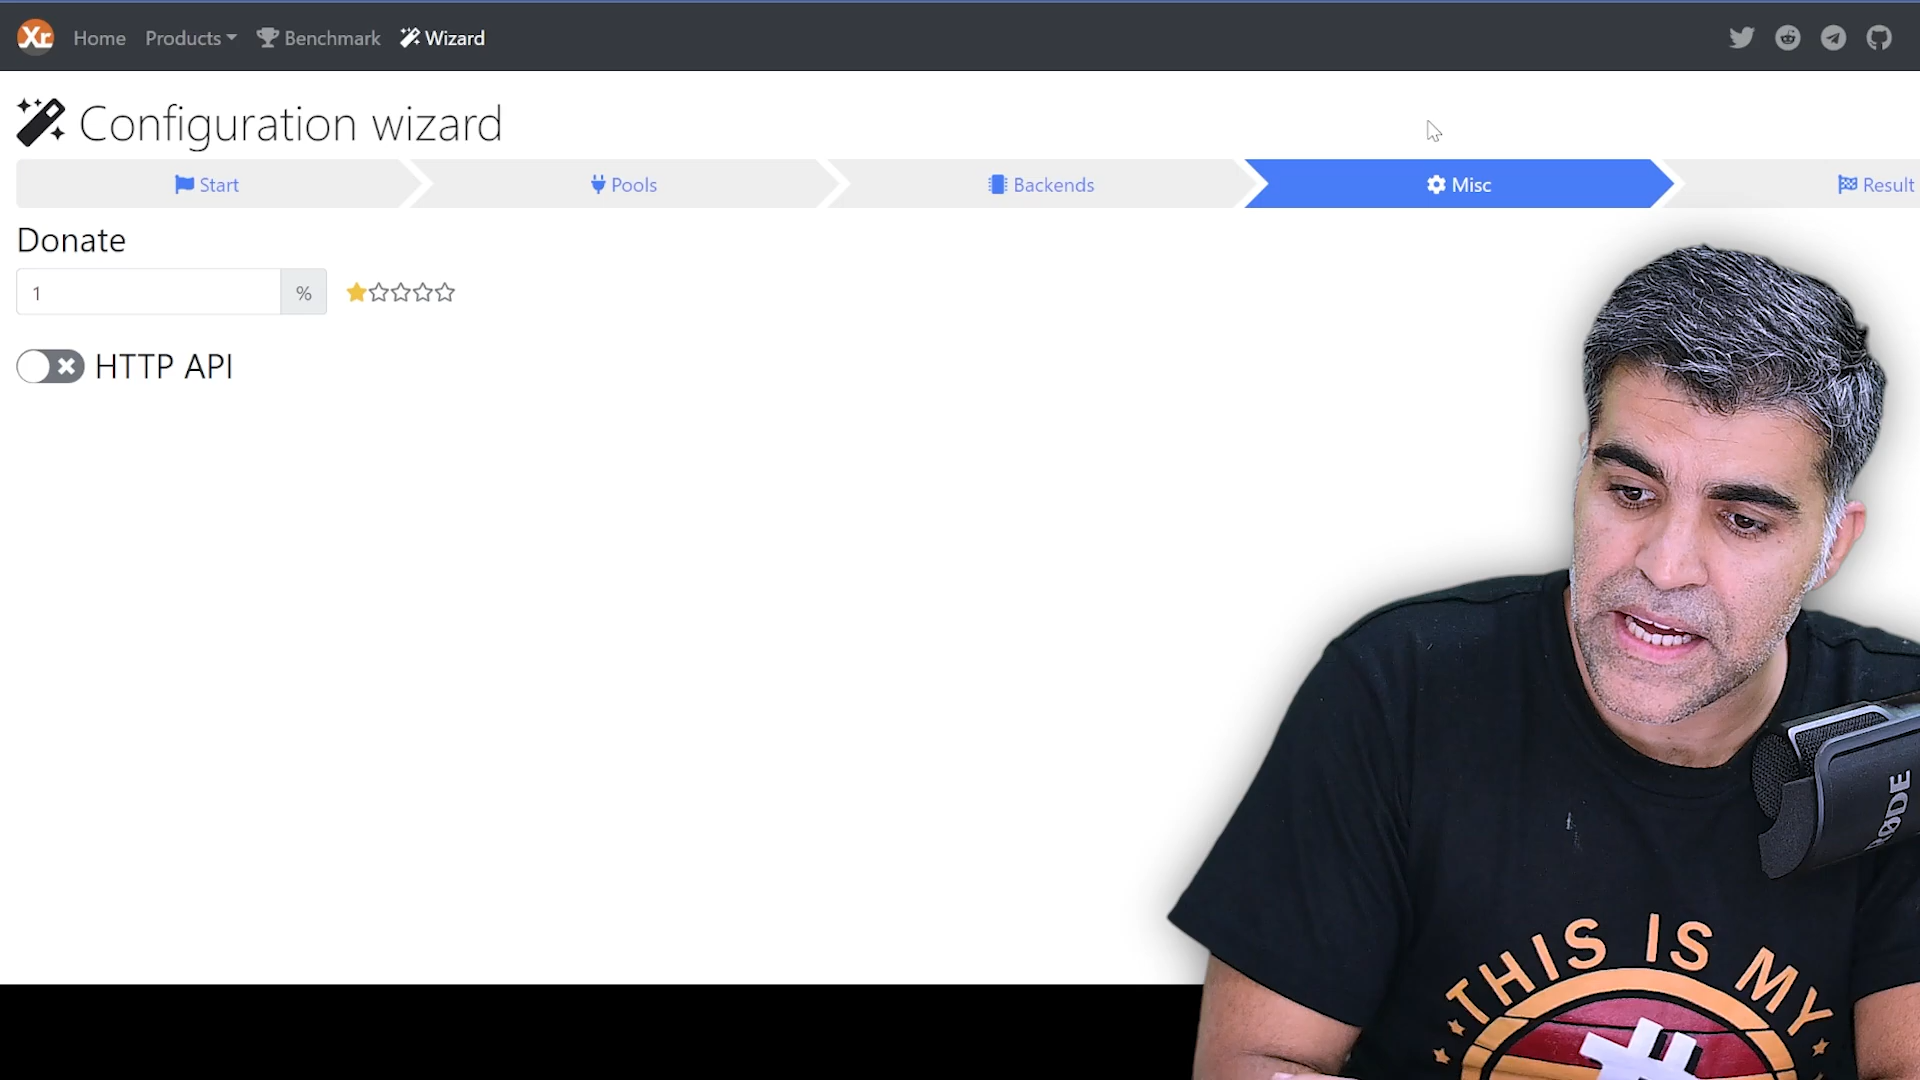 Xr Home Products Benchmark Wizard
Configuration wizard
Start Pools Backends Misc Result
Donate
1 %
HTTP API
RØDE
THIS IS MY